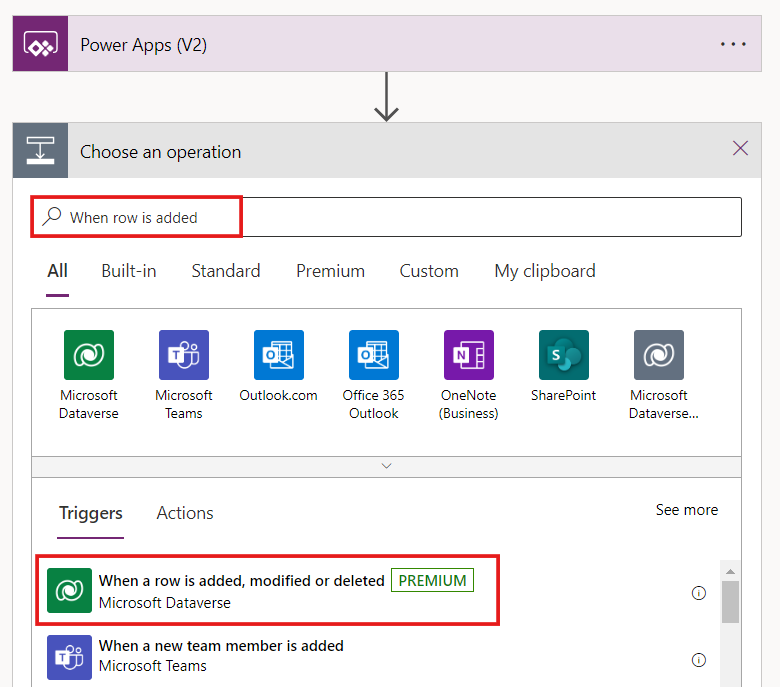 Power Apps (V2)
Choose an operation
When row is added
All Built-in Standard Premium Custom My clipboard
Microsoft Dataverse
Microsoft Teams
Outlook.com
Office 365 Outlook
OneNote (Business)
SharePoint
Microsoft Dataverse...
Triggers Actions See more
When a row is added, modified or deleted PREMIUM
Microsoft Dataverse
When a new team member is added
Microsoft Teams